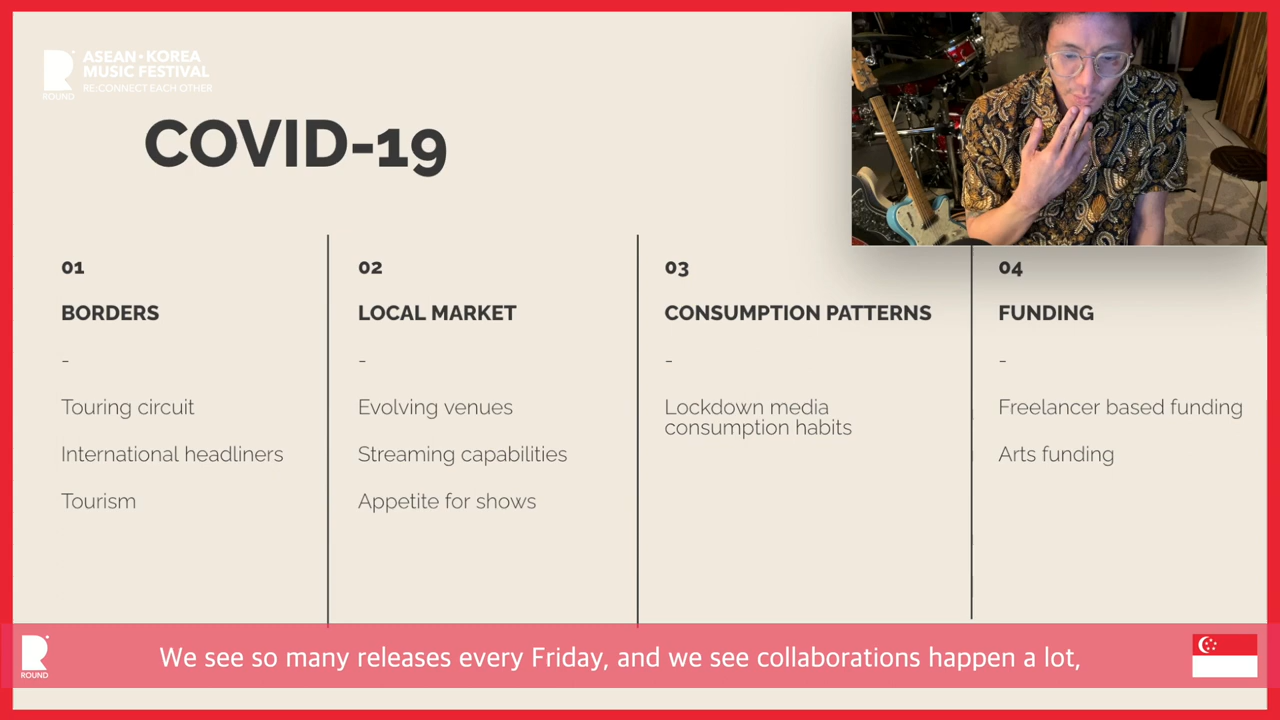 ASEAN•KOREA
MUSIC FESTIVAL
RE:CONNECT EACH OTHER
ROUND
COVID-19
01
BORDERS
-
Touring circuit
International headliners
Tourism
02
LOCAL MARKET
-
Evolving venues
Streaming capabilities
Appetite for shows
03
CONSUMPTION PATTERNS
-
Lockdown media
consumption habits
04
FUNDING
-
Freelancer based funding
Arts funding
We see so many releases every Friday, and we see collaborations happen a lot,
ROUND